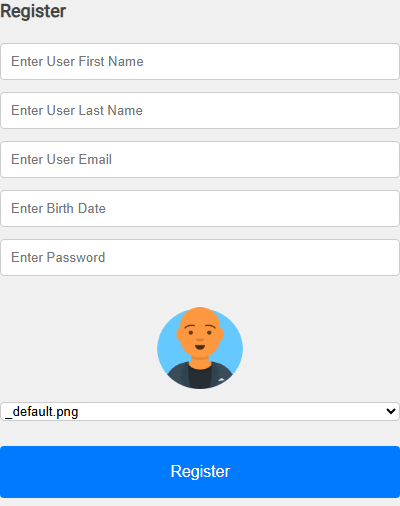 Register
Enter User First Name
Enter User Last Name
Enter User Email
Enter Birth Date
Enter Password
_default.png
Register